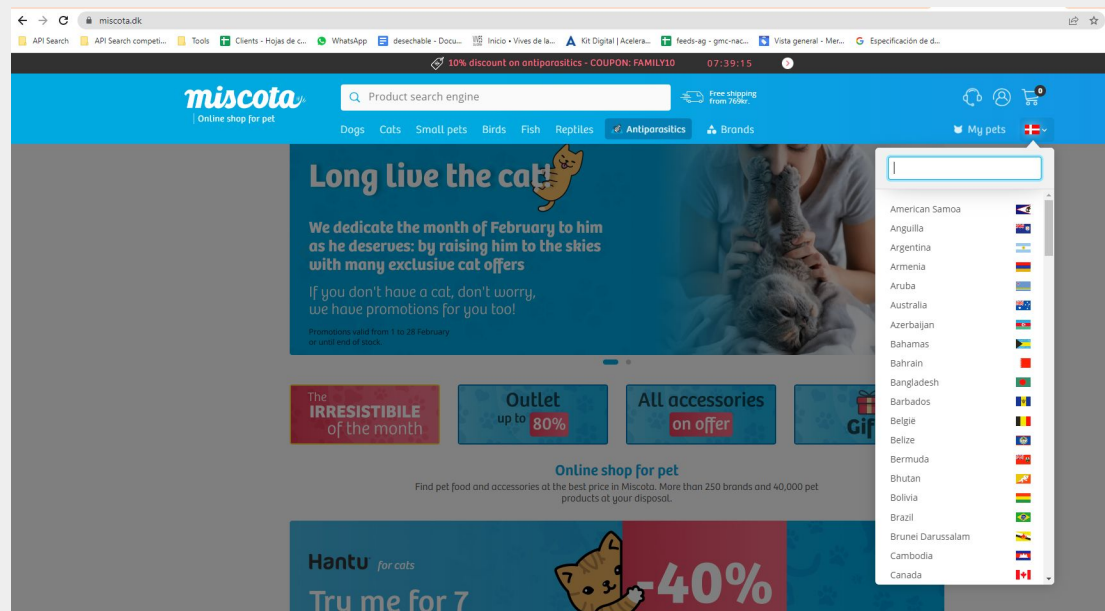 miscota.dk
API Search
API Search competi...
Tools
Clients - Hojas de c...
WhatsApp
desechable - Docu...
Inicio • Vives de la...
Kit Digital | Acelera...
feeds-ag - gmc-nac...
Vista general - Mer...
Especificación de d...
10% discount on antiparasitics - COUPON: FAMILY10 07:39:15
miscota
Online shop for pet
Product search engine
Free shipping
from 769kr.
0
Dogs Cats Small pets Birds Fish Reptiles Antiparasitics Brands
My pets
Long live the cat!
We dedicate the month of February to him
as he deserves: by raising him to the skies
with many exclusive cat offers
If you don't have a cat, don't worry,
we have promotions for you too!
Promotions valid from 1 to 28 February
or until end of stock.
The
IRRESISTIBILE
of the month
Outlet
up to 80%
All accessories
on offer
Gif
Online shop for pet
Find pet food and accessories at the best price in Miscota. More than 250 brands and 40,000 pet
products at your disposal.
Hantu for cats
Try me for 7
-40%
American Samoa
Anguilla
Argentina
Armenia
Aruba
Australia
Azerbaijan
Bahamas
Bahrain
Bangladesh
Barbados
België
Belize
Bermuda
Bhutan
Bolivia
Brazil
Brunei Darussalam
Cambodia
Canada